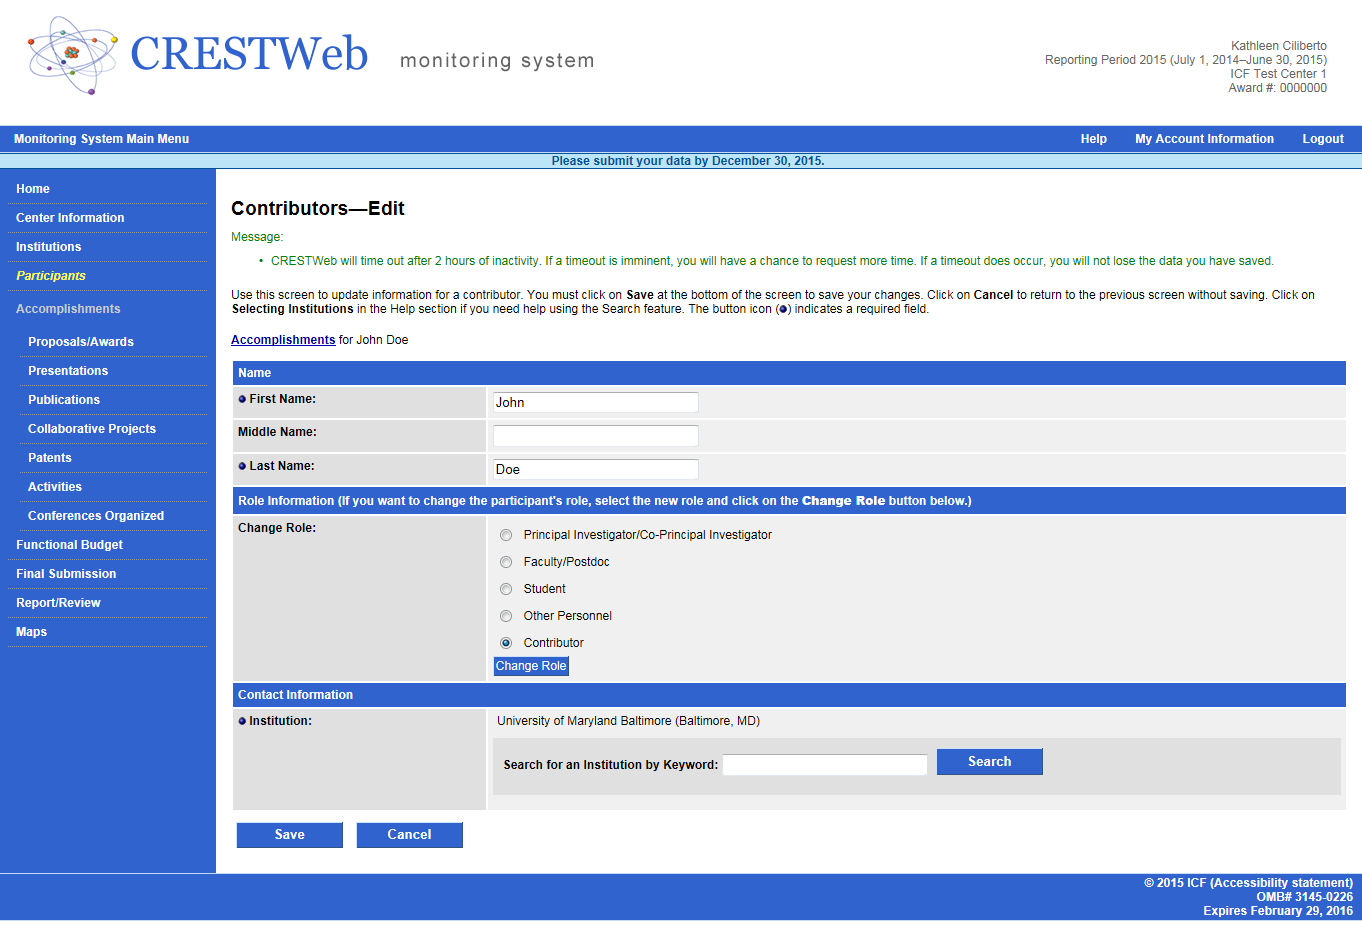 CRESTWeb monitoring system
Kathleen Ciliberto
Reporting Period 2015 (July 1, 2014–June 30, 2015)
ICF Test Center 1
Award #: 0000000
Monitoring System Main Menu
Help
My Account Information
Logout
Please submit your data by December 30, 2015.
Home
Center Information
Institutions
Participants
Accomplishments
Proposals/Awards
Presentations
Publications
Collaborative Projects
Patents
Activities
Conferences Organized
Functional Budget
Final Submission
Report/Review
Maps
Contributors—Edit
Message:
• CRESTWeb will time out after 2 hours of inactivity. If a timeout is imminent, you will have a chance to request more time. If a timeout does occur, you will not lose the data you have saved.
Use this screen to update information for a contributor. You must click on Save at the bottom of the screen to save your changes. Click on Cancel to return to the previous screen without saving. Click on
Selecting Institutions in the Help section if you need help using the Search feature. The button icon () indicates a required field.
Accomplishments for John Doe
Name
First Name: John
Middle Name:
Last Name: Doe
Role Information (If you want to change the participant's role, select the new role and click on the Change Role button below.)
Change Role:
Principal Investigator/Co-Principal Investigator
Faculty/Postdoc
Student
Other Personnel
Contributor
Change Role
Contact Information
Institution: University of Maryland Baltimore (Baltimore, MD)
Search for an Institution by Keyword: Search
Save
Cancel
© 2015 ICF (Accessibility statement)
OMB# 3145-0226
Expires February 29, 2016